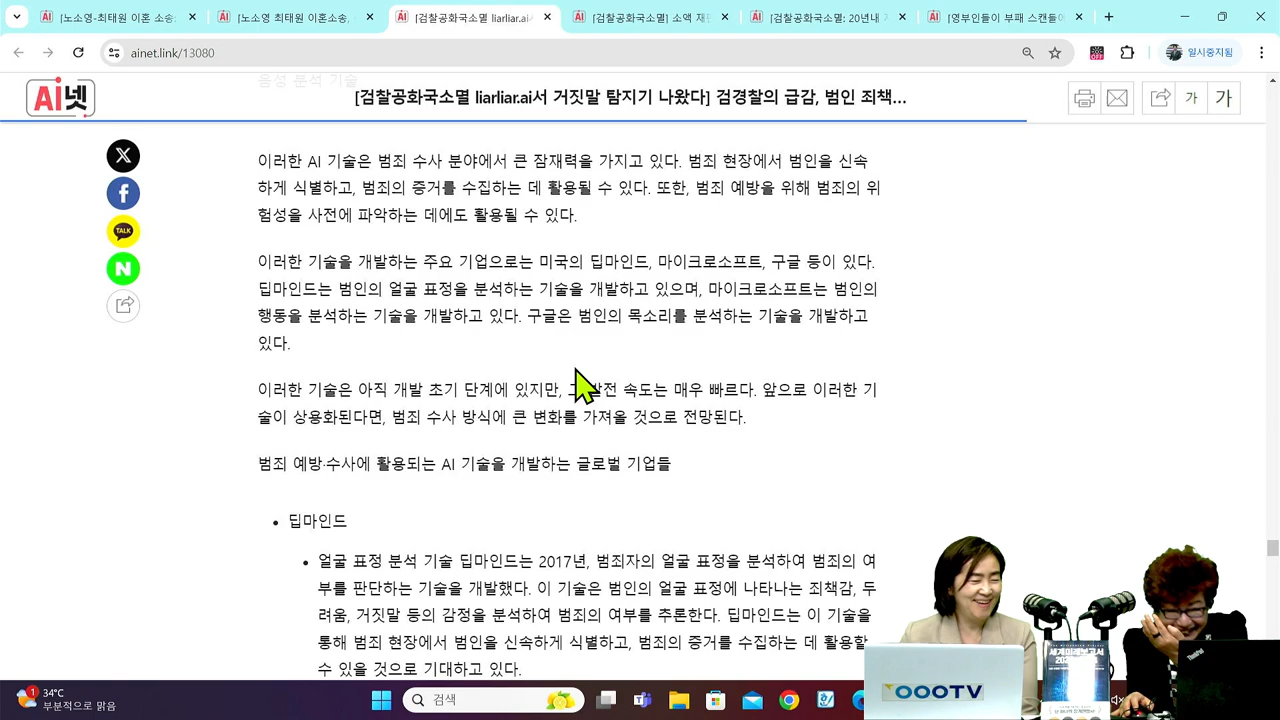 [노소영·최태원 이혼 소송,
[노소영 최태원 이혼소송,
[검찰공화국소멸 liarliar.ai서
[검찰공화국소멸] 소액 재판
[검찰공화국소멸: 20년내
[영부인들이 부패 스캔들에
ainet.link/13080
OFF
일시중지됨
음성 분석 기술
Ai넷
[검찰공화국소멸 liarliar.ai서 거짓말 탐지기 나왔다] 검경찰의 급감, 범인 죄책...
가 가
이러한 AI 기술은 범죄 수사 분야에서 큰 잠재력을 가지고 있다. 범죄 현장에서 범인을 신속
하게 식별하고, 범죄의 증거를 수집하는 데 활용될 수 있다. 또한, 범죄 예방을 위해 범죄의 위
험성을 사전에 파악하는 데에도 활용될 수 있다.
TALK
N
이러한 기술을 개발하는 주요 기업으로는 미국의 딥마인드, 마이크로소프트, 구글 등이 있다.
딥마인드는 범인의 얼굴 표정을 분석하는 기술을 개발하고 있으며, 마이크로소프트는 범인의
행동을 분석하는 기술을 개발하고 있다. 구글은 범인의 목소리를 분석하는 기술을 개발하고
있다.
이러한 기술은 아직 개발 초기 단계에 있지만, 속도는 매우 빠르다. 앞으로 이러한 기
술이 상용화된다면, 범죄 수사 방식에 큰 변화를 가져올 것으로 전망된다.
범죄 예방·수사에 활용되는 AI 기술을 개발하는 글로벌 기업들
• 딥마인드
• 얼굴 표정 분석 기술 딥마인드는 2017년, 범죄자의 얼굴 표정을 분석하여 범죄의 여
부를 판단하는 기술을 개발했다. 이 기술은 범인의 얼굴 표정에 나타나는 죄책감, 두
려움, 거짓말 등의 감정을 분석하여 범죄의 여부를 추론한다. 딥마인드는 이 기술을
통해 범죄 현장에서 범인을 신속하게 식별하고, 범죄의 증거를 수집하는 데 활용할
수 있을 로 기대하고 있다.
세계미래보고서
ThinkPad
OOOTV
1
34°C
부분적으로 맑음
검색